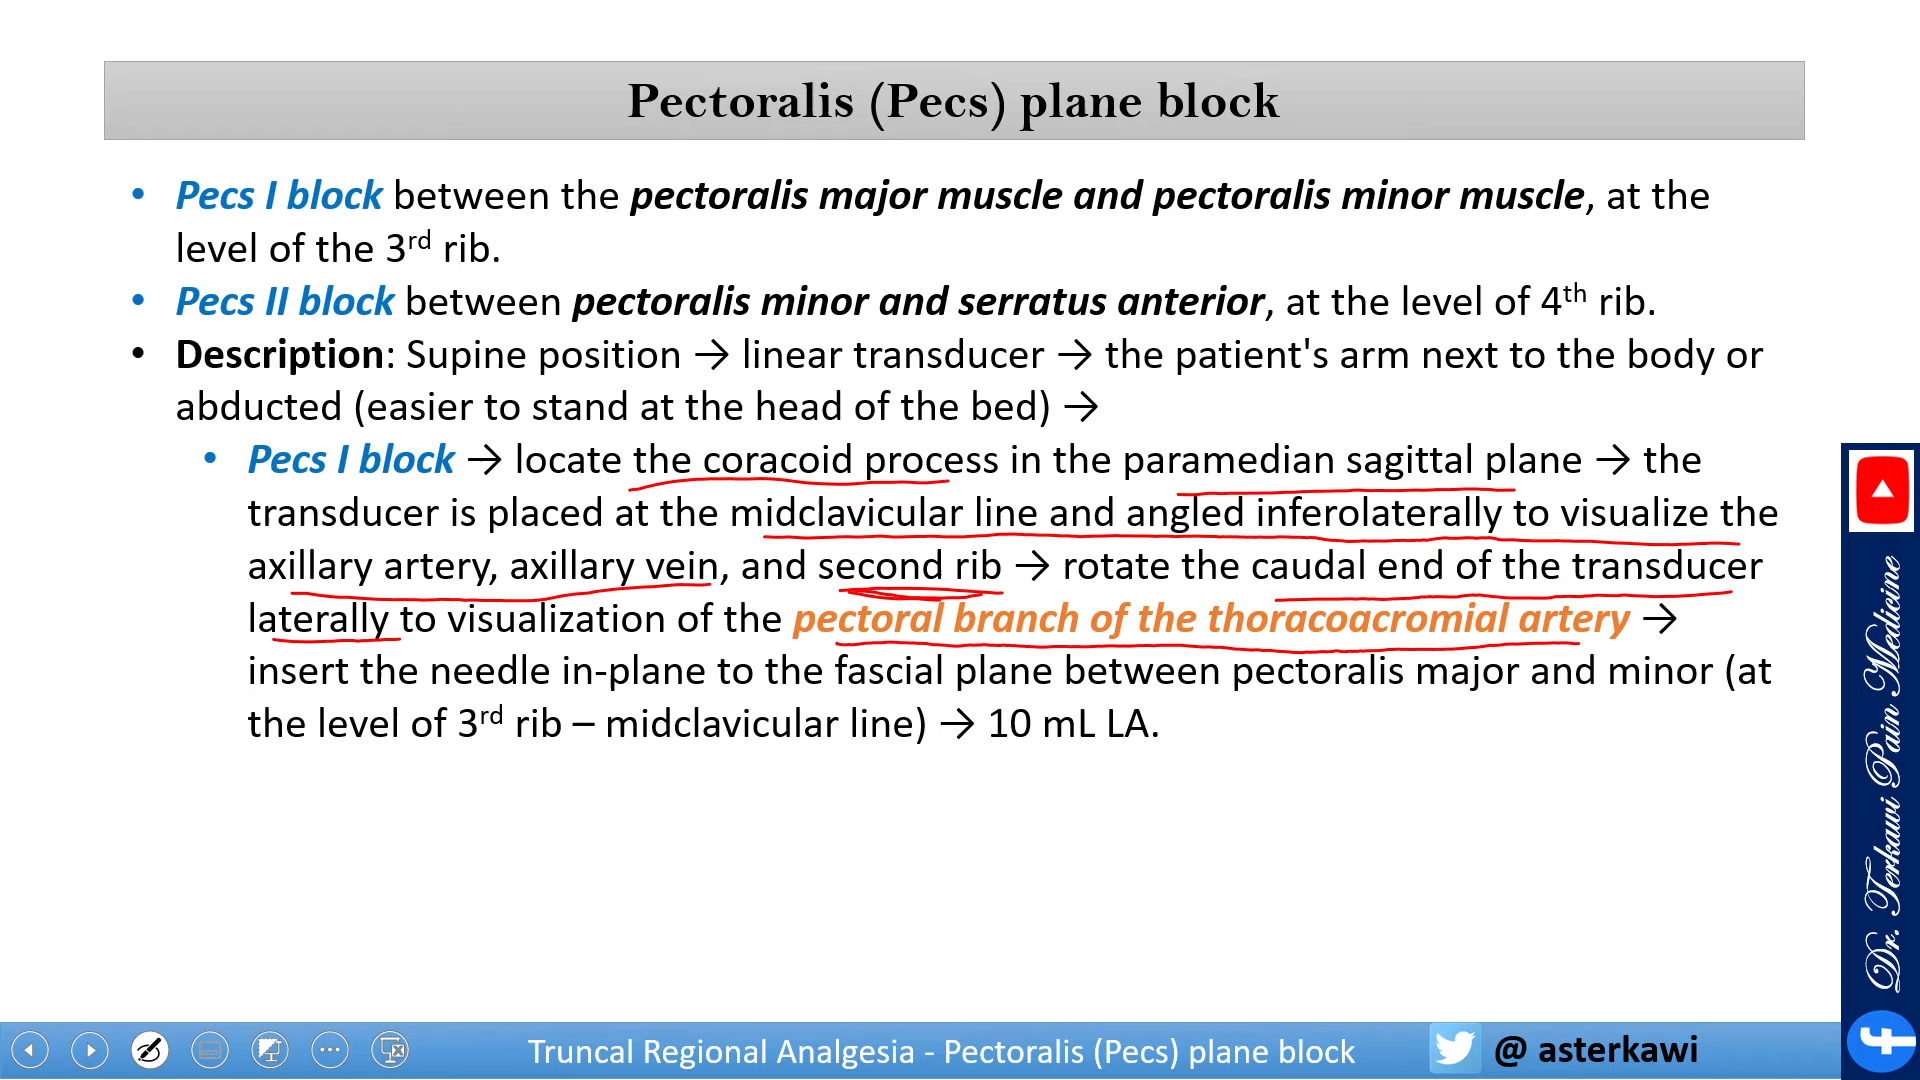 Pectoralis (Pecs) plane block
• Pecs I block between the pectoralis major muscle and pectoralis minor muscle, at the
level of the 3rd rib.
• Pecs II block between pectoralis minor and serratus anterior, at the level of 4th rib.
• Description: Supine position → linear transducer → the patient's arm next to the body or
abducted (easier to stand at the head of the bed) →
• Pecs I block → locate the coracoid process in the paramedian sagittal plane → the
transducer is placed at the midclavicular line and angled inferolaterally to visualize the
axillary artery, axillary vein, and second rib → rotate the caudal end of the transducer
laterally to visualization of the pectoral branch of the thoracoacromial artery →
insert the needle in-plane to the fascial plane between pectoralis major and minor (at
the level of 3rd rib – midclavicular line) → 10 mL LA.
Dr. Terkawi Pain Medicine
Truncal Regional Analgesia - Pectoralis (Pecs) plane block
@ asterkawi